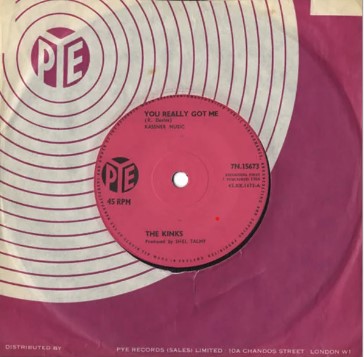 PYE
YOU REALLY GOT ME
(R. Davies)
KASSNER MUSIC
PYE
7N.15673
45 RPM
THE KINKS
Produced by SHEL TALMY
DISTRIBUTED BY
PYE RECORDS (SALES) LIMITED · 10A CHANDOS STREET · LONDON W1